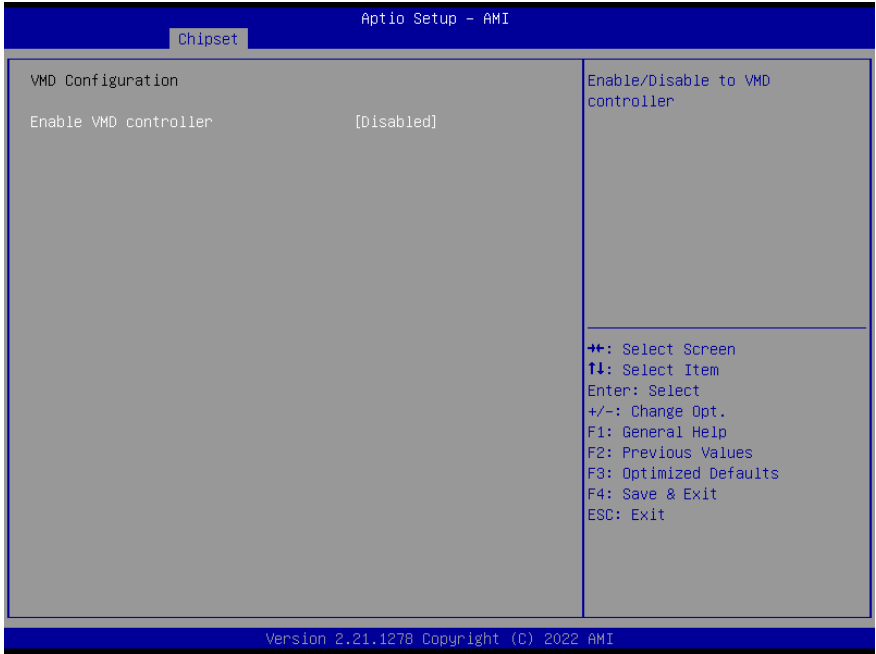 Aptio Setup – AMI
Chipset
VMD Configuration
Enable VMD controller [Disabled]
Enable/Disable to VMD
controller
→←: Select Screen
↑↓: Select Item
Enter: Select
+/-: Change Opt.
F1: General Help
F2: Previous Values
F3: Optimized Defaults
F4: Save & Exit
ESC: Exit
Version 2.21.1278 Copyright (C) 2022 AMI